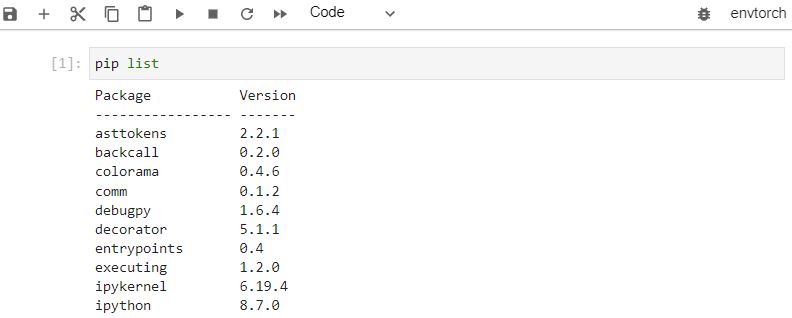 Code
envtorch
[1]: pip list
Package Version
----------------- -------
asttokens 2.2.1
backcall 0.2.0
colorama 0.4.6
comm 0.1.2
debugpy 1.6.4
decorator 5.1.1
entrypoints 0.4
executing 1.2.0
ipykernel 6.19.4
ipython 8.7.0